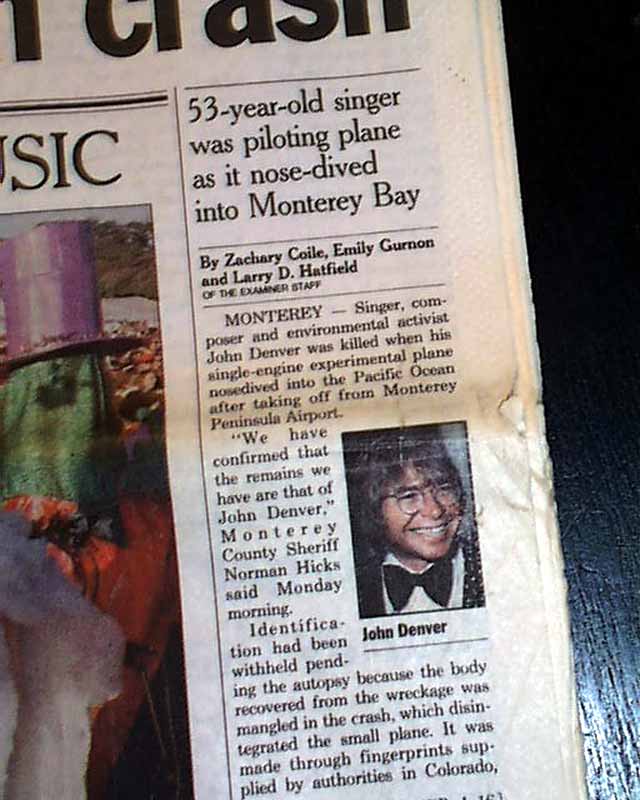 crash
53-year-old singer
was piloting plane
as it nose-dived
into Monterey Bay
USIC
By Zachary Coile, Emily Gurnon
and Larry D. Hatfield
OF THE EXAMINER STAFF
MONTEREY — Singer, com-
poser and environmental activist
John Denver was killed when his
single-engine experimental plane
nosedived into the Pacific Ocean
after taking off from Monterey
Peninsula Airport.
"We have
confirmed that
the remains we
have are that of
John Denver,"
Monterey
County Sheriff
Norman Hicks
said Monday
morning.
Identifica-
tion had been
withheld pend-
ing the autopsy because the body
recovered from the wreckage was
mangled in the crash, which disin-
tegrated the small plane. It was
made through fingerprints sup-
plied by authorities in Colorado,
John Denver